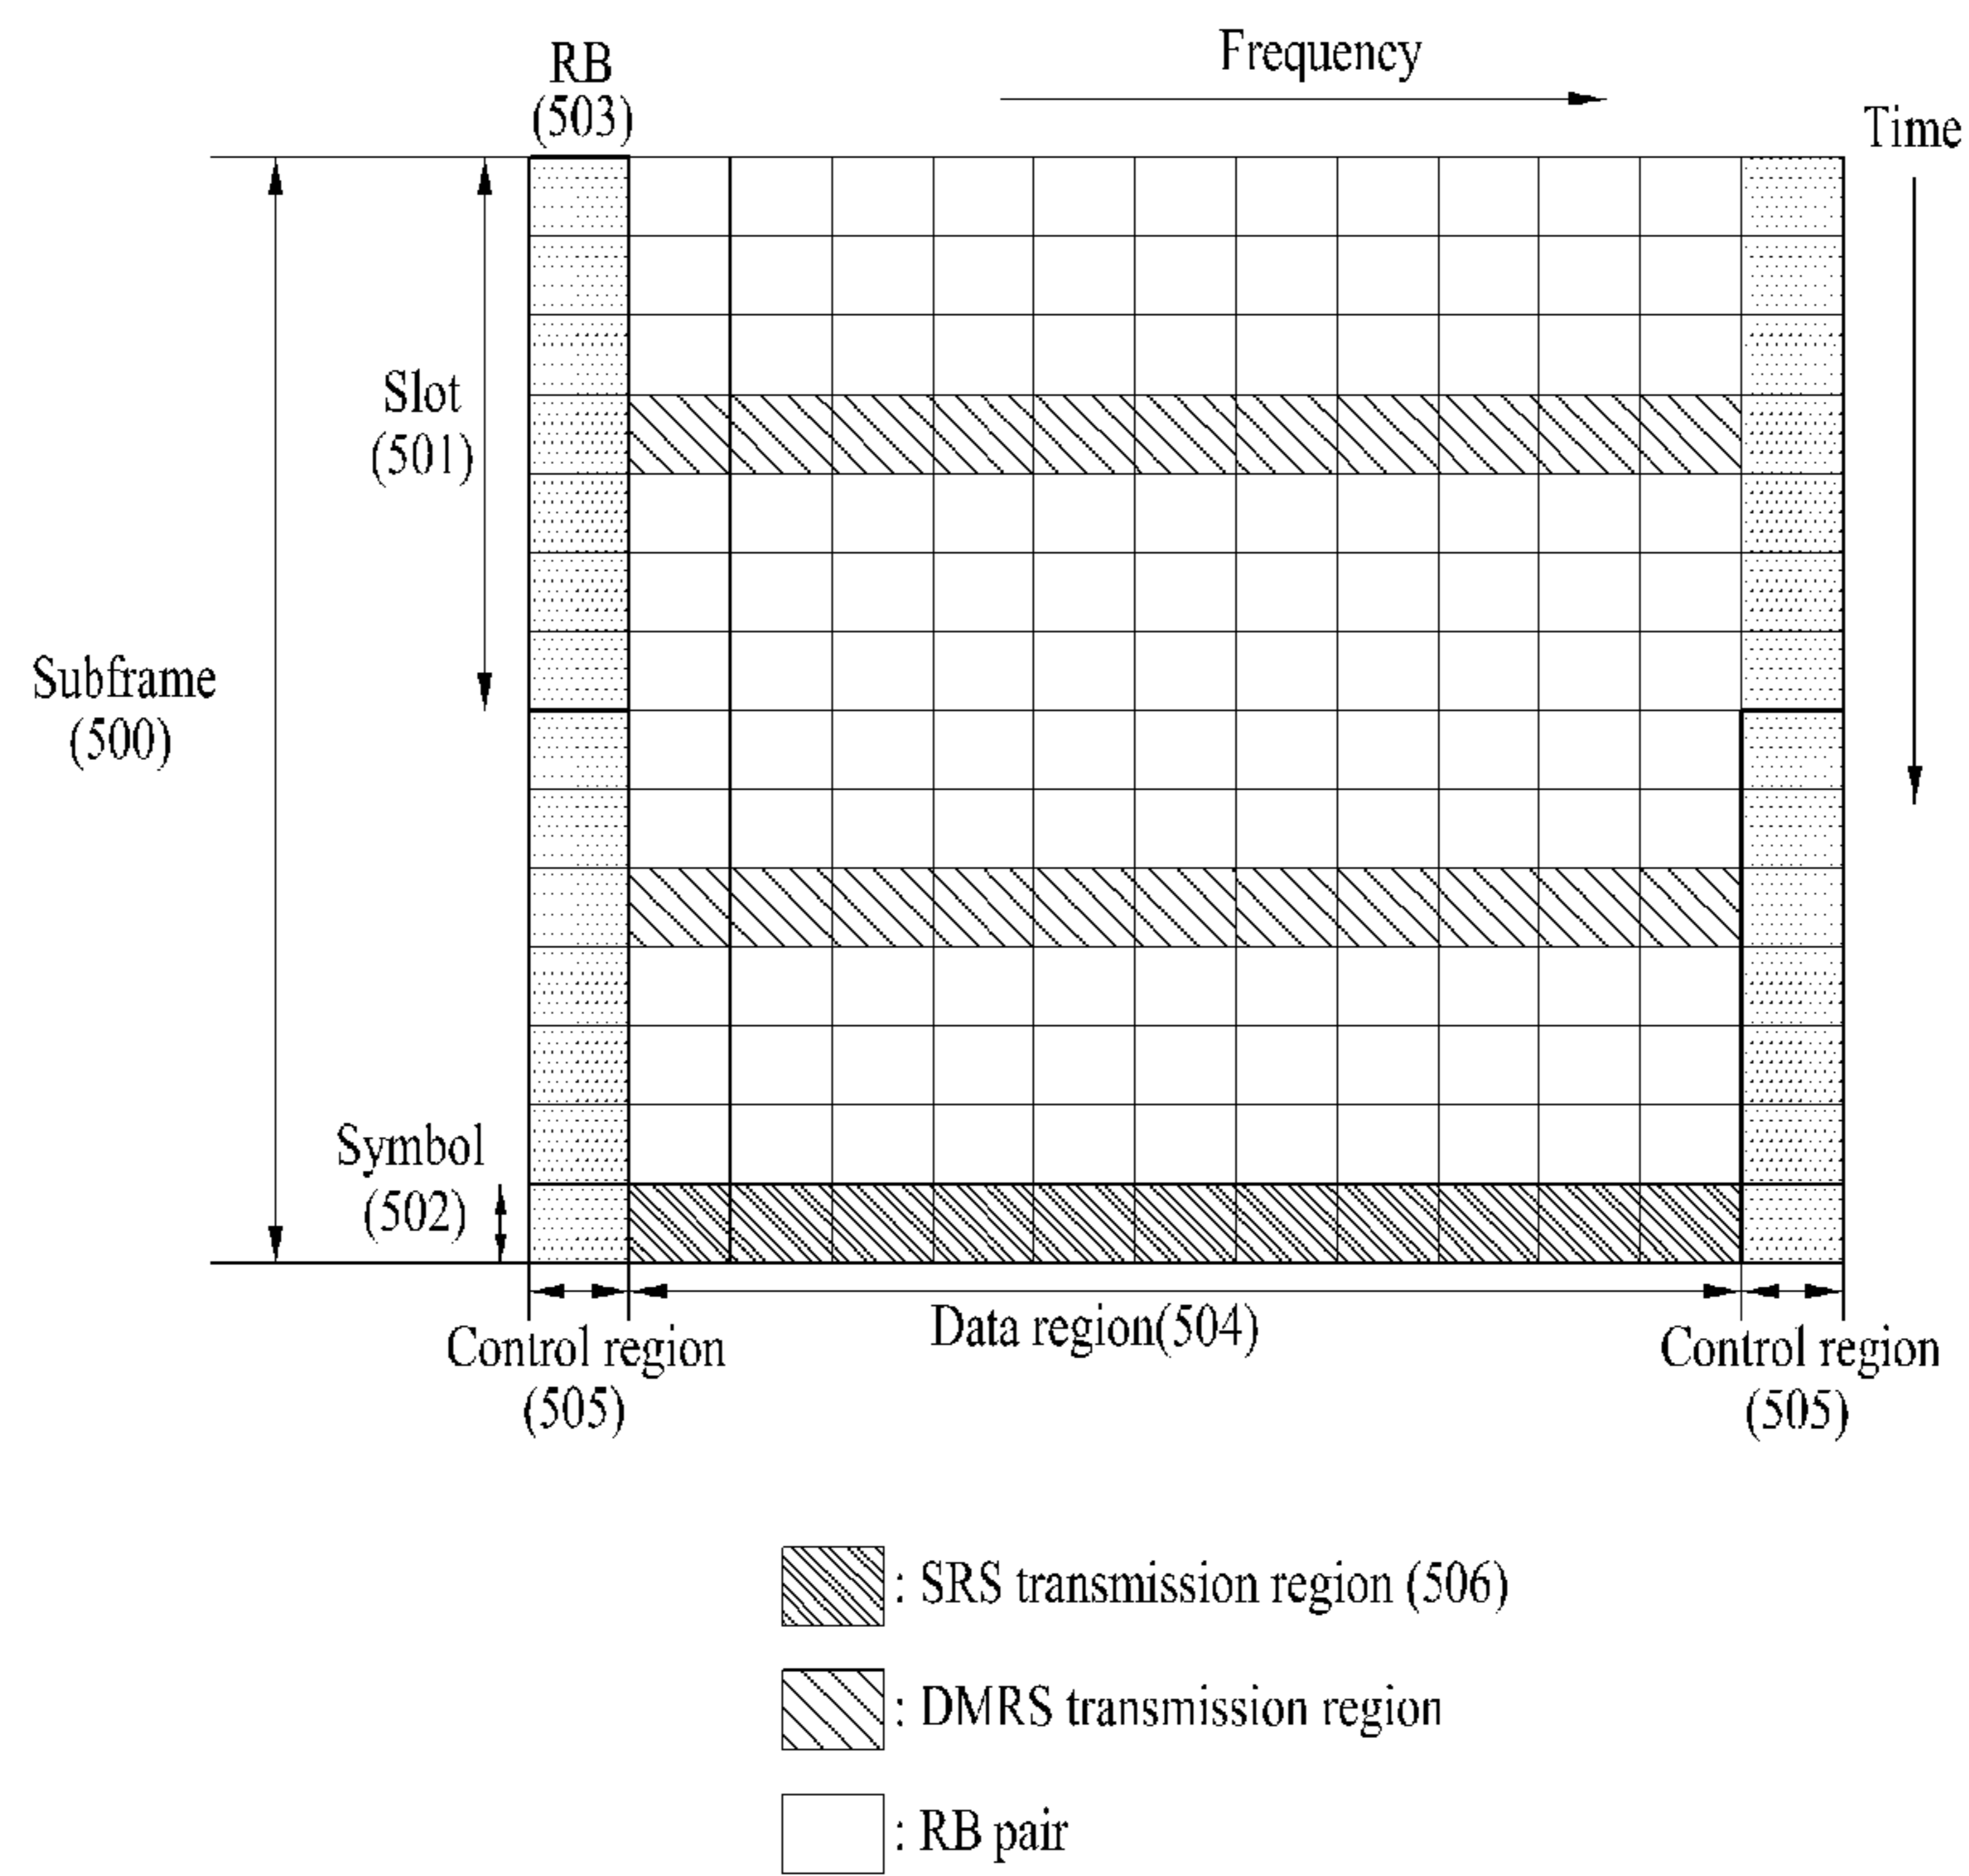 RB
(503)
Frequency
Time
Slot
(501)
Subframe
(500)
Symbol
(502)
Control region
(505)
Data region(504)
Control region
(505)
: SRS transmission region (506)
: DMRS transmission region
: RB pair